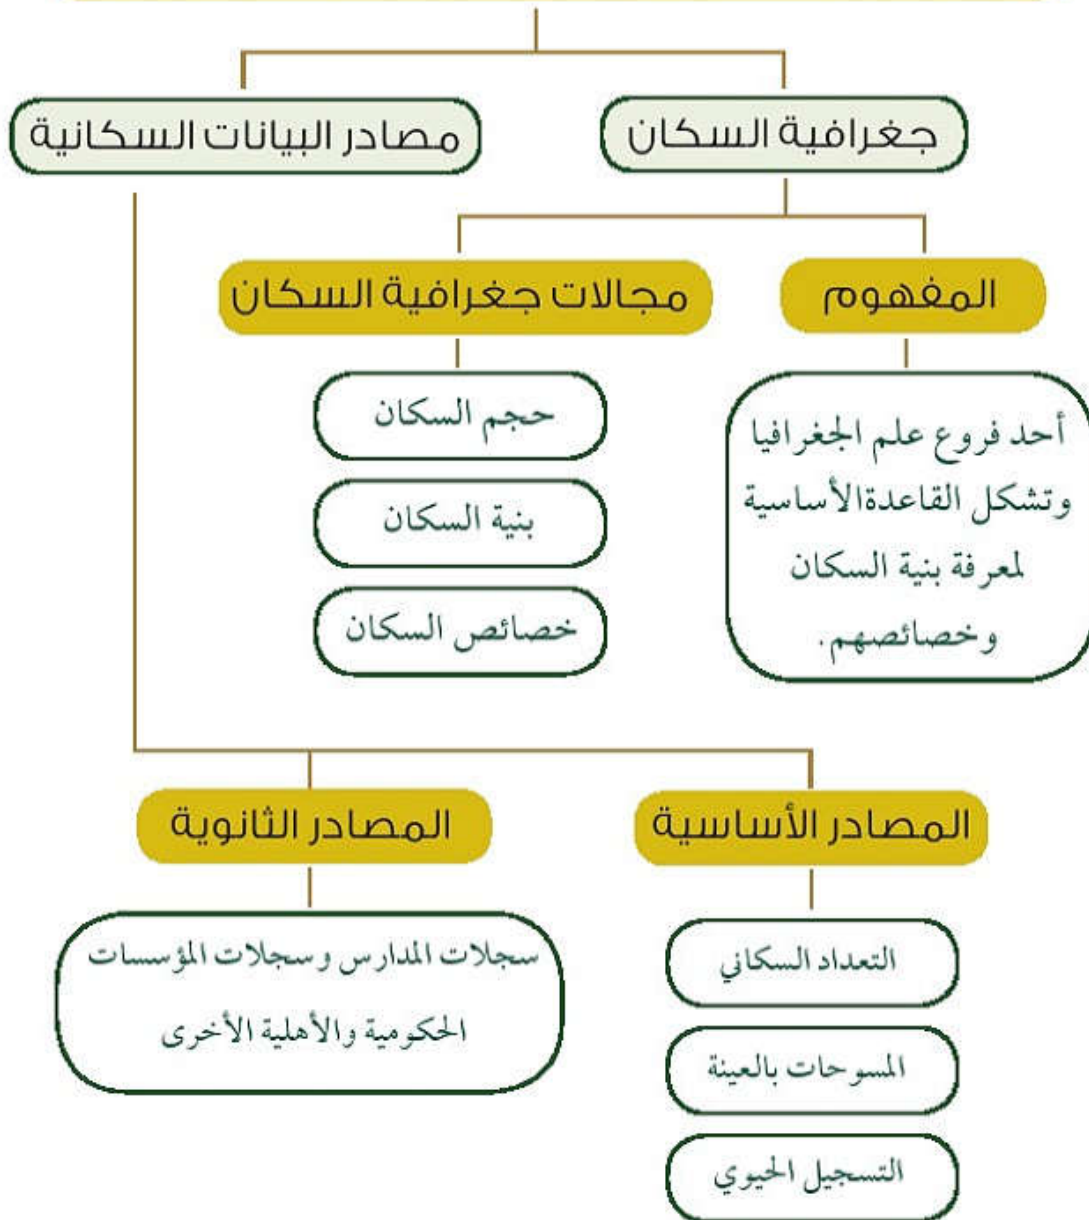 جغرافية السكان
مصادر البيانات السكانية
المفهوم
مجالات جغرافية السكان
أحد فروع علم الجغرافيا
وتشكل القاعدة الأساسية
لمعرفة بنية السكان
وخصائصهم.
حجم السكان
بنية السكان
خصائص السكان
المصادر الأساسية
المصادر الثانوية
التعداد السكاني
المسوحات بالعينة
التسجيل الحيوي
سجلات المدارس وسجلات المؤسسات
الحكومية والأهلية الأخرى